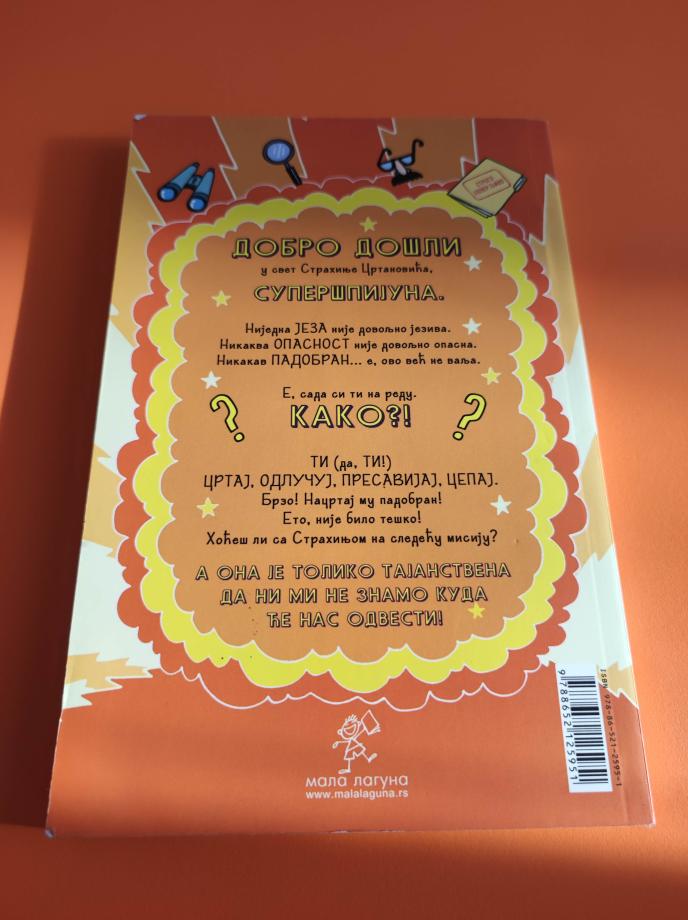 ДОБРО ДОШЛИ
у свет Страхиње Цртановића,
СУПЕРШПИЈУНА.
Ниједна ЈЕЗА није довољно језива.
Никаква ОПАСНОСТ није довољно опасна.
Никакав ПАДОБРАН... е, ово већ не ваља.
Е, сада си ти на реду.
? КАКО?! ?
ТИ (да, ТИ!)
ЦРТАЈ, ОДЛУЧУЈ, ПРЕСАВИЈАЈ, ЦЕПАЈ.
Брзо! Нацртај му падобран!
Ето, није било тешко!
Хоћеш ли са Страхињом на следећу мисију?
А ОНА ЈЕ ТОЛИКО ТАЈАНСТВЕНА
ДА НИ МИ НЕ ЗНАМО КУДА
ЋЕ НАС ОДВЕСТИ!
мала лагуна
www.malalaguna.rs
ISBN 978-86-521-2595-1
9 788652 125951